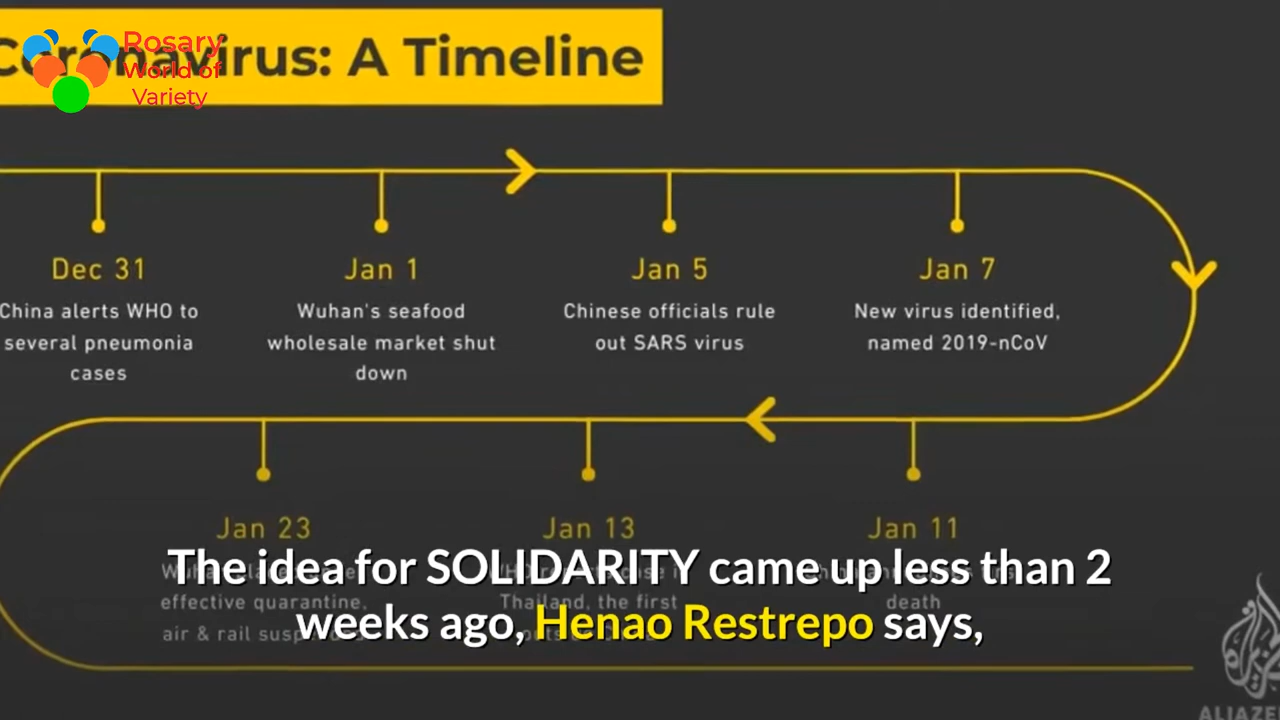 Coronavirus: A Timeline
Rosary
World of
Variety
Dec 31
China alerts WHO to
several pneumonia
cases
Jan 1
Wuhan's seafood
wholesale market shut
down
Jan 5
Chinese officials rule
out SARS virus
Jan 7
New virus identified,
named 2019-nCoV
Jan 23
effective quarantine,
air & rail
Jan 13
Thailand, the first
Jan 11
death
The idea for SOLIDARITY came up less than 2
weeks ago, Henao Restrepo says,